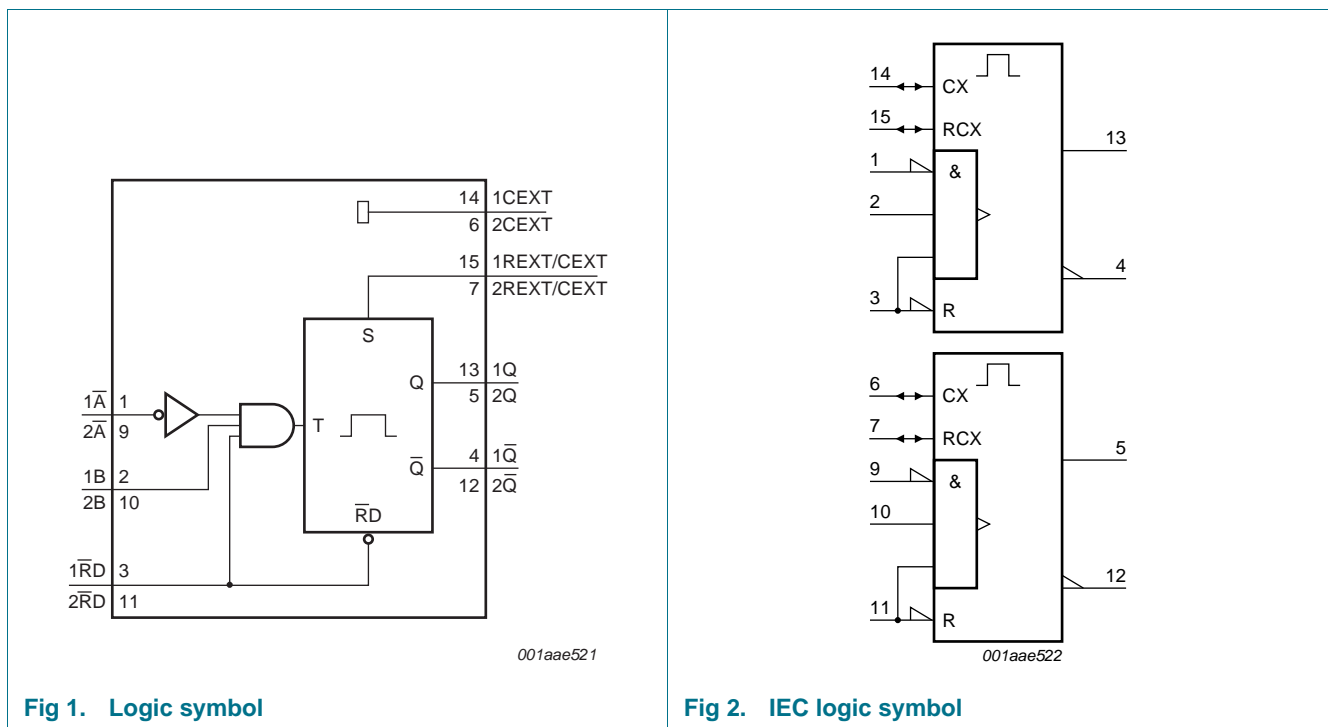 14 1CEXT
6 2CEXT
15 1REXT/CEXT
7 2REXT/CEXT
S
Q
13 1Q
5 2Q
1A̅ 1
2A̅ 9
T
1B 2
2B 10
Q̅
4 1Q̅
12 2Q̅
R̅D̅
1R̅D̅ 3
2R̅D̅ 11
001aae521
Fig 1. Logic symbol
14 CX
15 RCX
13
1 &
2
4
3 R
6 CX
7 RCX
5
9 &
10
12
11 R
001aae522
Fig 2. IEC logic symbol